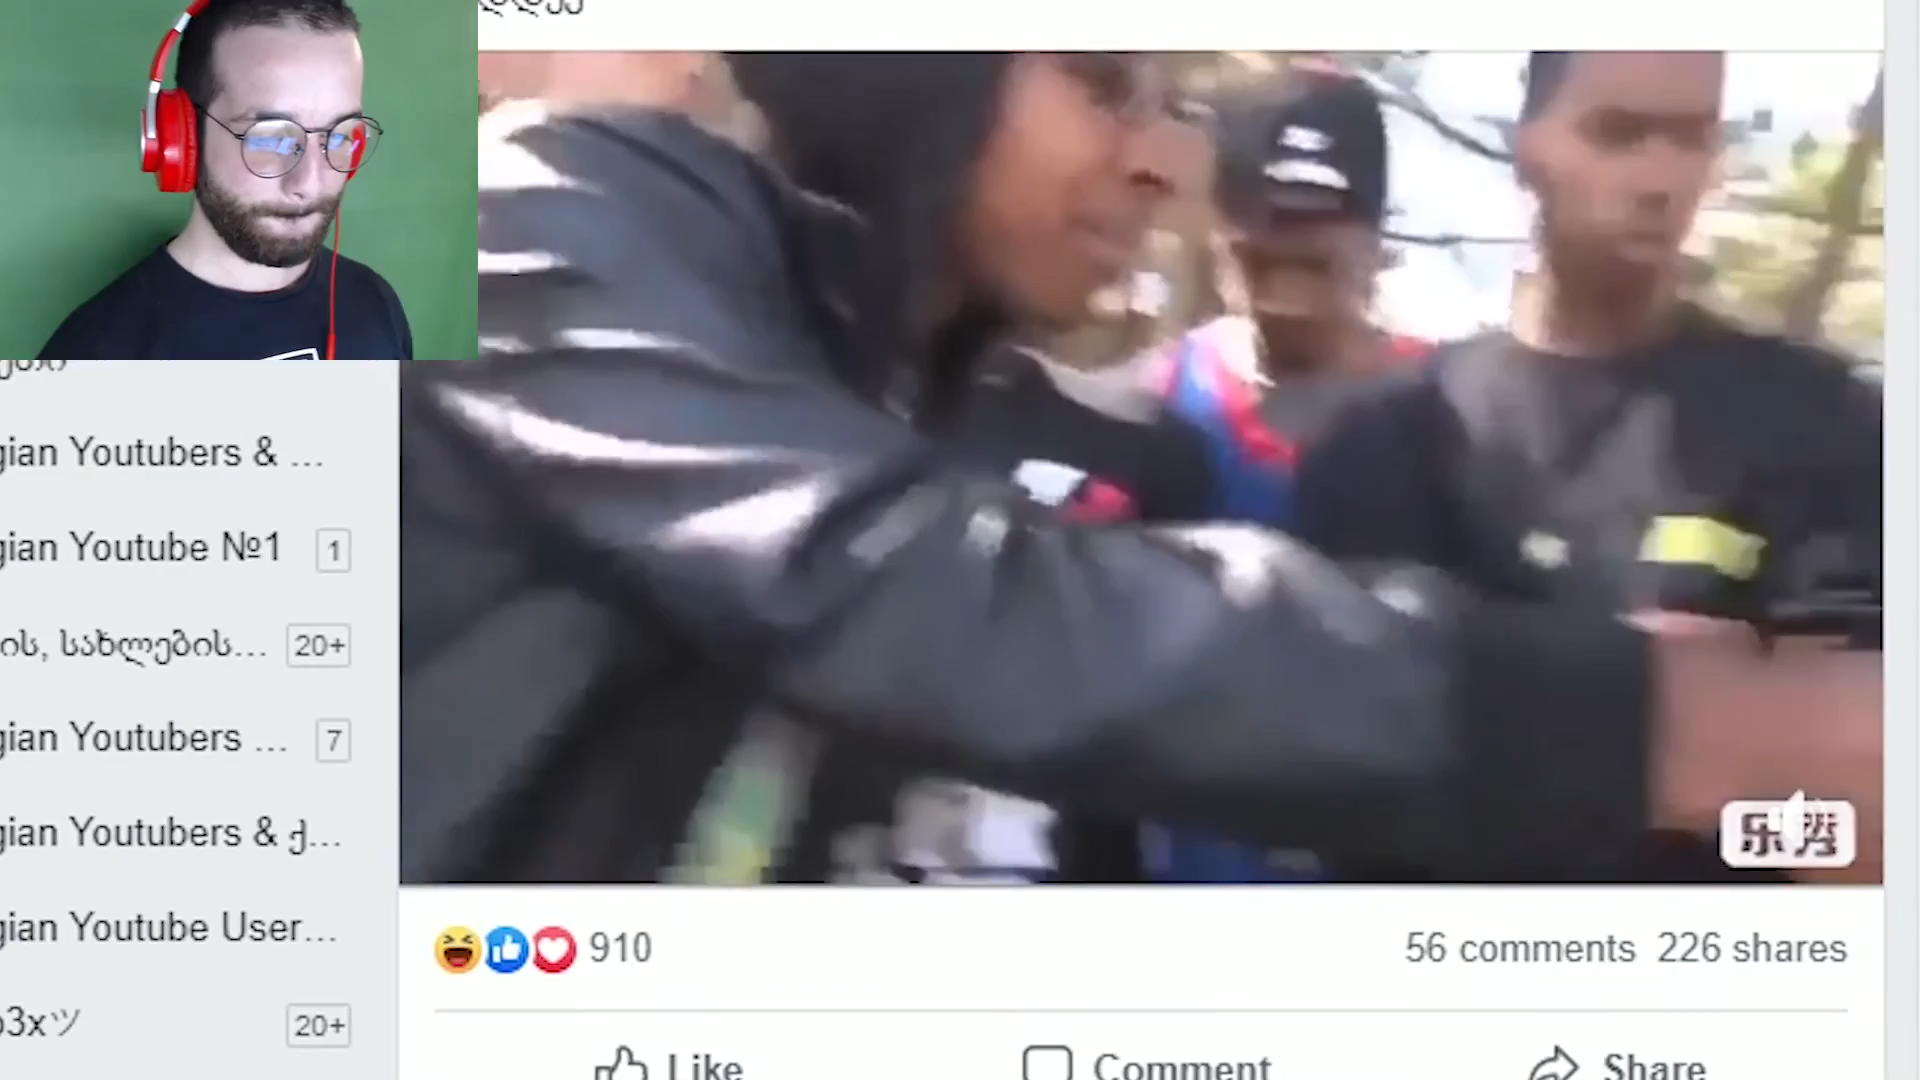 gian Youtubers & ...
gian Youtube №1 1
ის, სახლების... 20+
gian Youtubers ... 7
gian Youtubers & ქ...
gian Youtube User...
p3xツ 20+
乐秀
910
56 comments 226 shares
Like Comment Share